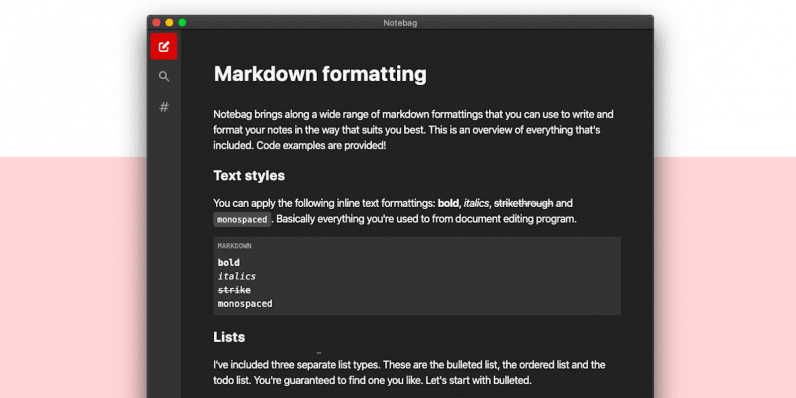 Notebag
Markdown formatting
Notebag brings along a wide range of markdown formattings that you can use to write and
format your notes in the way that suits you best. This is an overview of everything that's
included. Code examples are provided!
Text styles
You can apply the following inline text formattings: bold, italics, strikethrough and
monospaced. Basically everything you're used to from document editing program.
MARKDOWN
bold
italics
strike
monospaced
Lists
I've included three separate list types. These are the bulleted list, the ordered list and the
todo list. You're guaranteed to find one you like. Let's start with bulleted.